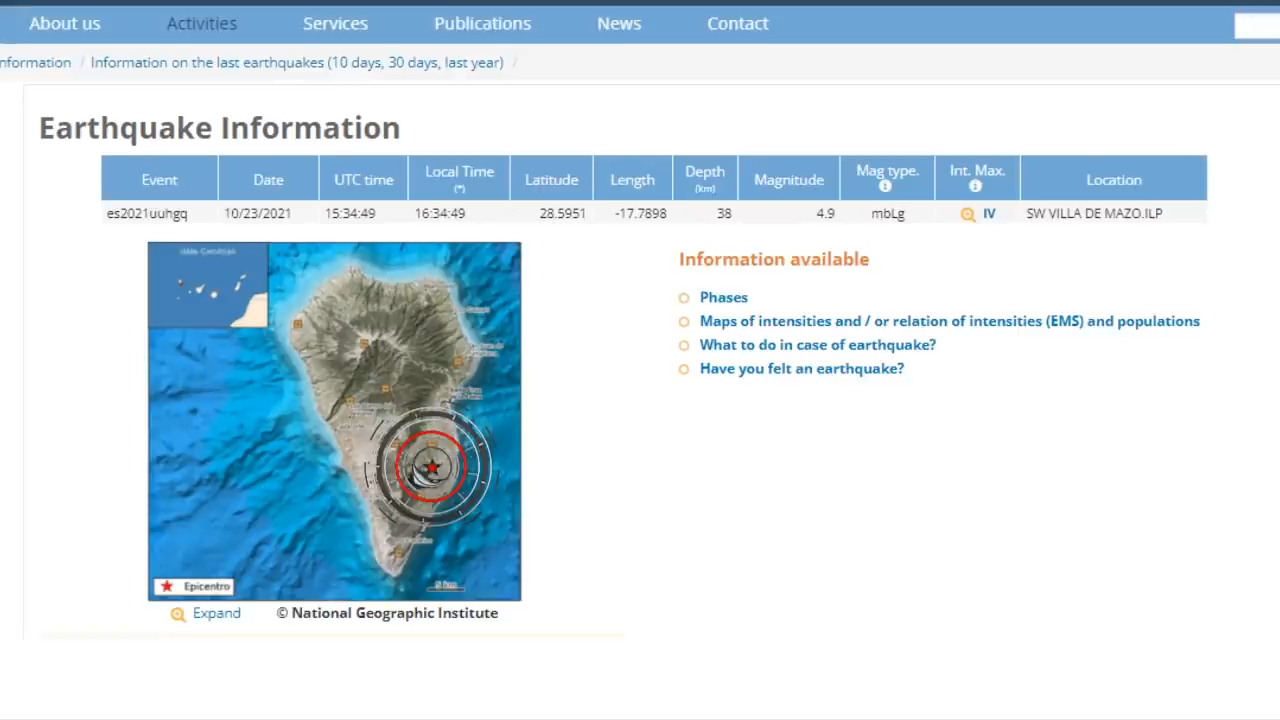 About us Activities Services Publications News Contact
nformation / Information on the last earthquakes (10 days, 30 days, last year) /
Earthquake Information
Event Date UTC time Local Time (*) Latitude Length Depth (km) Magnitude Mag type. Int. Max. Location
es2021uuhgq 10/23/2021 15:34:49 16:34:49 28.5951 -17.7898 38 4.9 mbLg IV SW VILLA DE MAZO.ILP
Information available
Phases
Maps of intensities and / or relation of intensities (EMS) and populations
What to do in case of earthquake?
Have you felt an earthquake?
5 km
Epicentro
Expand © National Geographic Institute